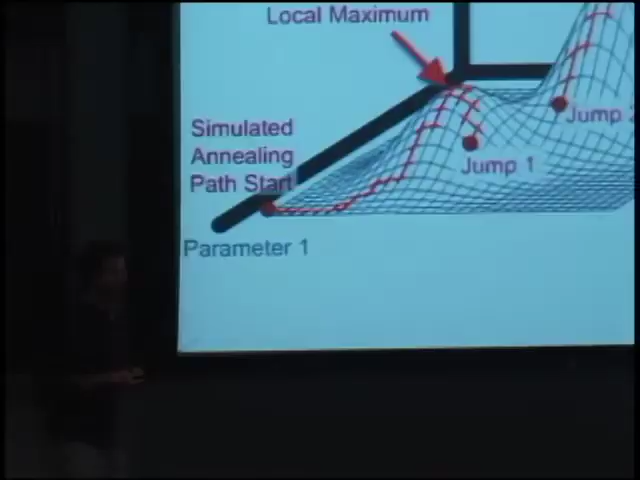 Local Maximum
Simulated
Annealing
Path Start
Jump 1
Jump
Parameter 1